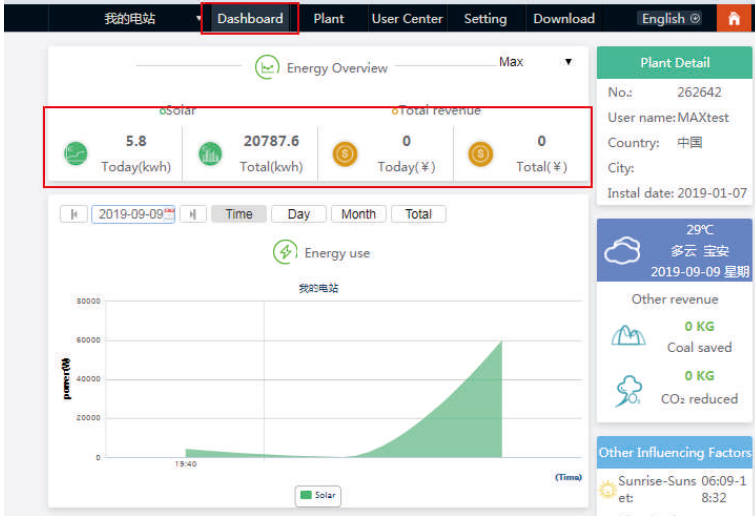 我的电站 Dashboard Plant User Center Setting Download English
Energy Overview Max
Solar Total revenue
5.8 20787.6 0 0
Today(kwh) Total(kwh) Today(¥) Total(¥)
2019-09-09 Time Day Month Total
Energy use
我的电站
80000
60000
40000
20000
0
power(W)
19:40
(Time)
Solar
Plant Detail
No.: 262642
User name: MAXtest
Country: 中国
City:
Instal date: 2019-01-07
29℃
多云 宝安
2019-09-09 星期
Other revenue
0 KG
Coal saved
0 KG
CO₂ reduced
Other Influencing Factors
Sunrise-Suns 06:09-1
et: 8:32